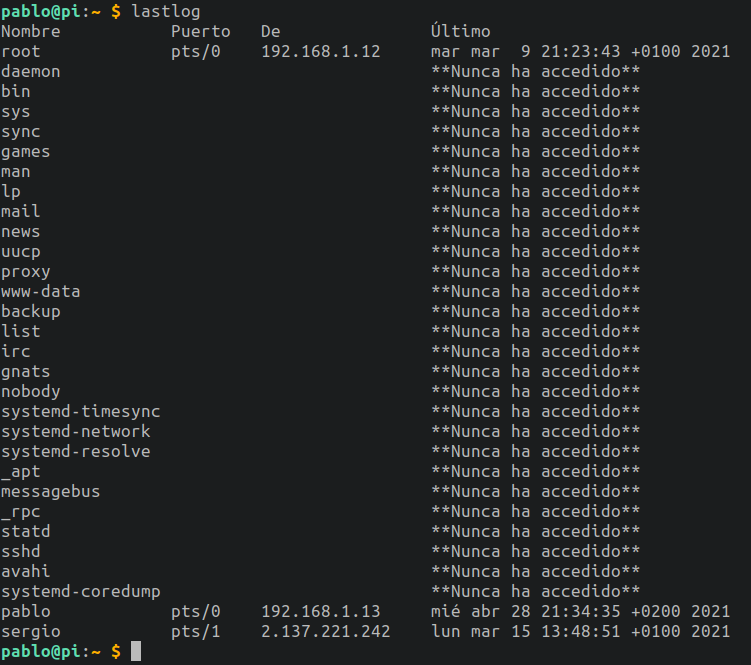 pablo@pi:~ $ lastlog
Nombre           Puerto   De               Último
root             pts/0    192.168.1.12     mar mar  9 21:23:43 +0100 2021
daemon                                     **Nunca ha accedido**
bin                                        **Nunca ha accedido**
sys                                        **Nunca ha accedido**
sync                                       **Nunca ha accedido**
games                                      **Nunca ha accedido**
man                                        **Nunca ha accedido**
lp                                         **Nunca ha accedido**
mail                                       **Nunca ha accedido**
news                                       **Nunca ha accedido**
uucp                                       **Nunca ha accedido**
proxy                                      **Nunca ha accedido**
www-data                                   **Nunca ha accedido**
backup                                     **Nunca ha accedido**
list                                       **Nunca ha accedido**
irc                                        **Nunca ha accedido**
gnats                                      **Nunca ha accedido**
nobody                                     **Nunca ha accedido**
systemd-timesync                           **Nunca ha accedido**
systemd-network                            **Nunca ha accedido**
systemd-resolve                            **Nunca ha accedido**
_apt                                       **Nunca ha accedido**
messagebus                                 **Nunca ha accedido**
_rpc                                       **Nunca ha accedido**
statd                                      **Nunca ha accedido**
sshd                                       **Nunca ha accedido**
avahi                                      **Nunca ha accedido**
systemd-coredump                           **Nunca ha accedido**
pablo            pts/0    192.168.1.13     mié abr 28 21:34:35 +0200 2021
sergio           pts/1    2.137.221.242    lun mar 15 13:48:51 +0100 2021
pablo@pi:~ $